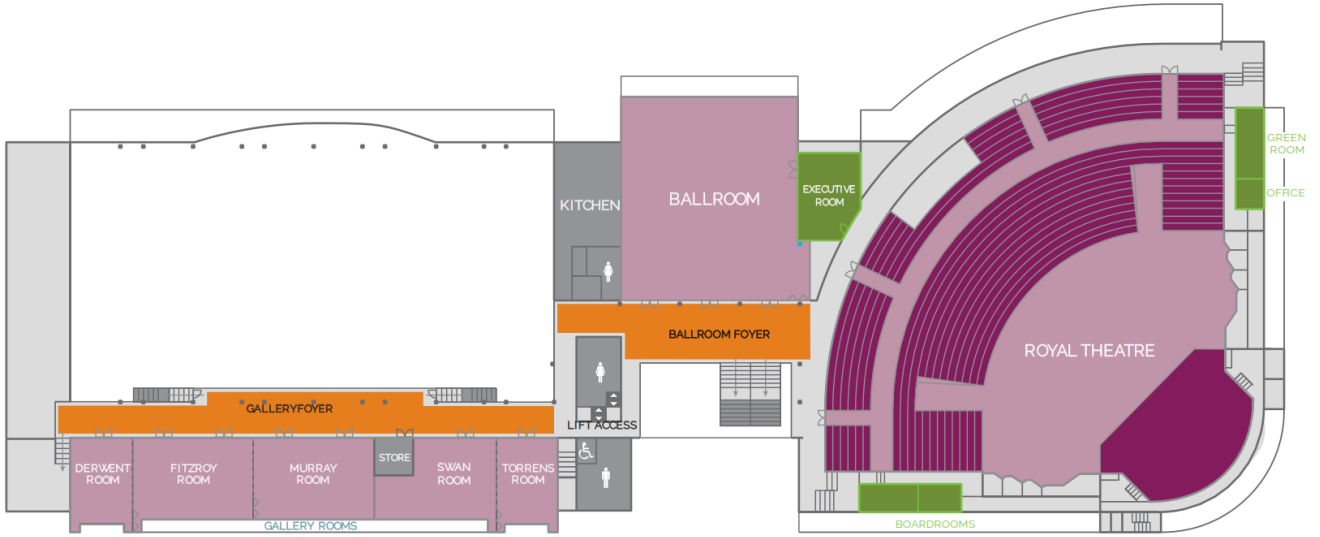 GREEN
ROOM
OFFICE
EXECUTIVE
ROOM
BALLROOM
KITCHEN
BALLROOM FOYER
ROYAL THEATRE
GALLERYFOYER
LIFT ACCESS
DERWENT
ROOM
FITZROY
ROOM
MURRAY
ROOM
STORE
SWAN
ROOM
TORRENS
ROOM
GALLERY ROOMS
BOARDROOMS